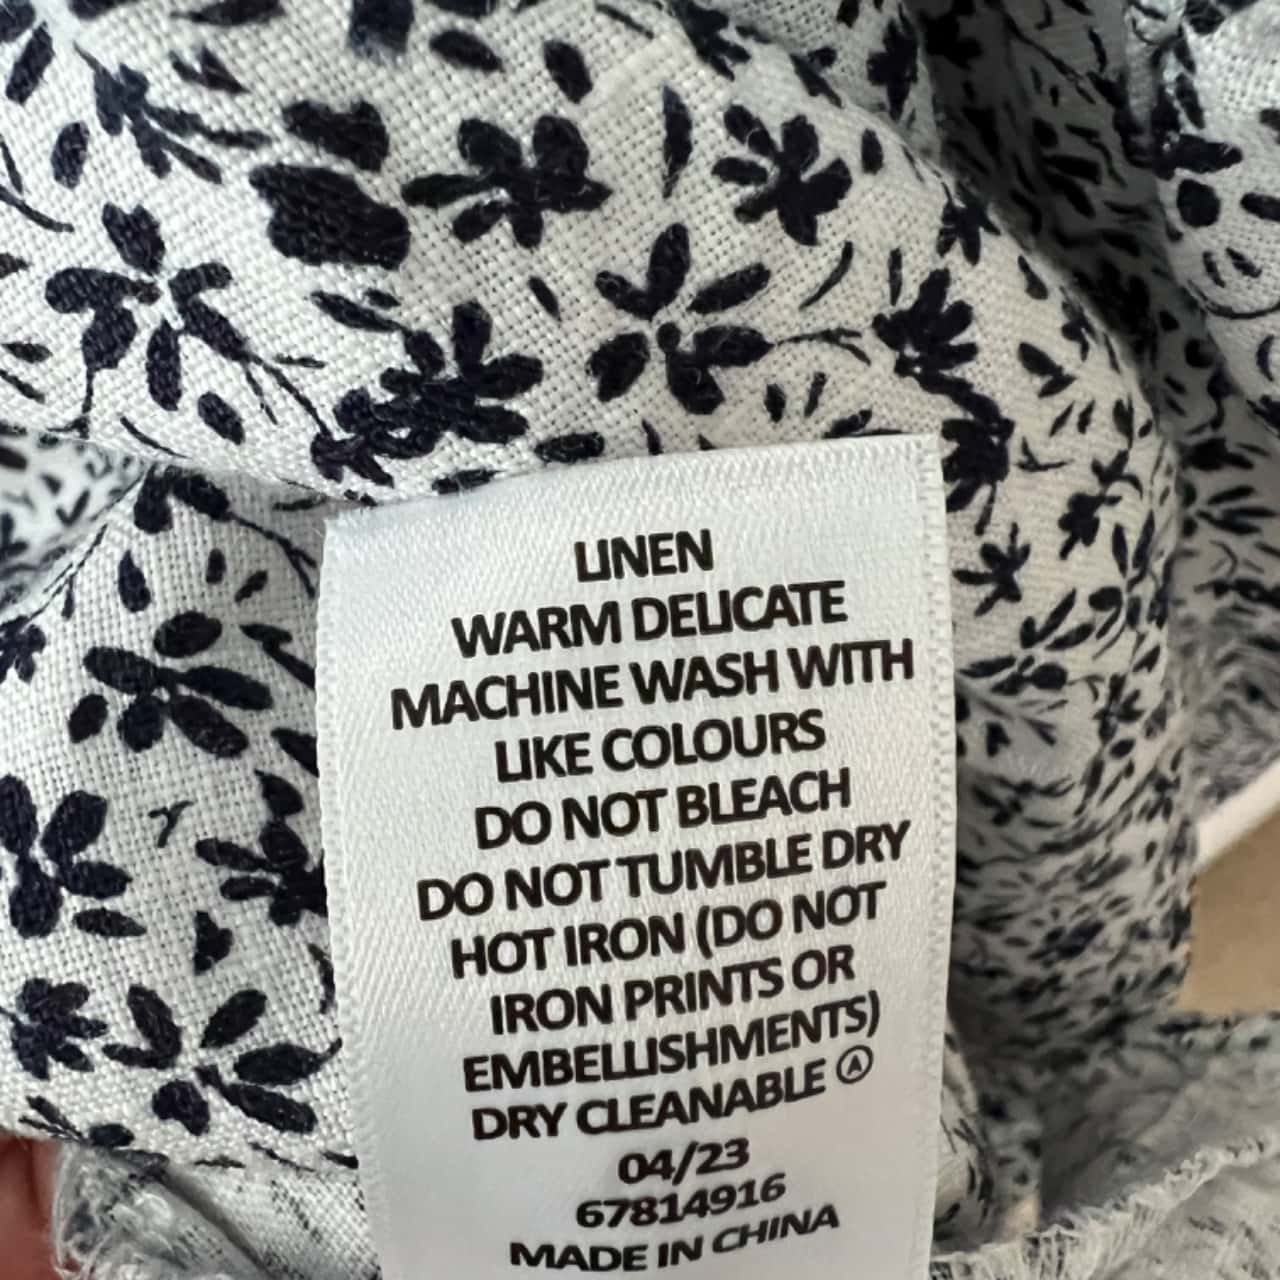 LINEN
WARM DELICATE
MACHINE WASH WITH
LIKE COLOURS
DO NOT BLEACH
DO NOT TUMBLE DRY
HOT IRON (DO NOT
IRON PRINTS OR
EMBELLISHMENTS)
DRY CLEANABLE Ⓐ
04/23
67814916
MADE IN CHINA